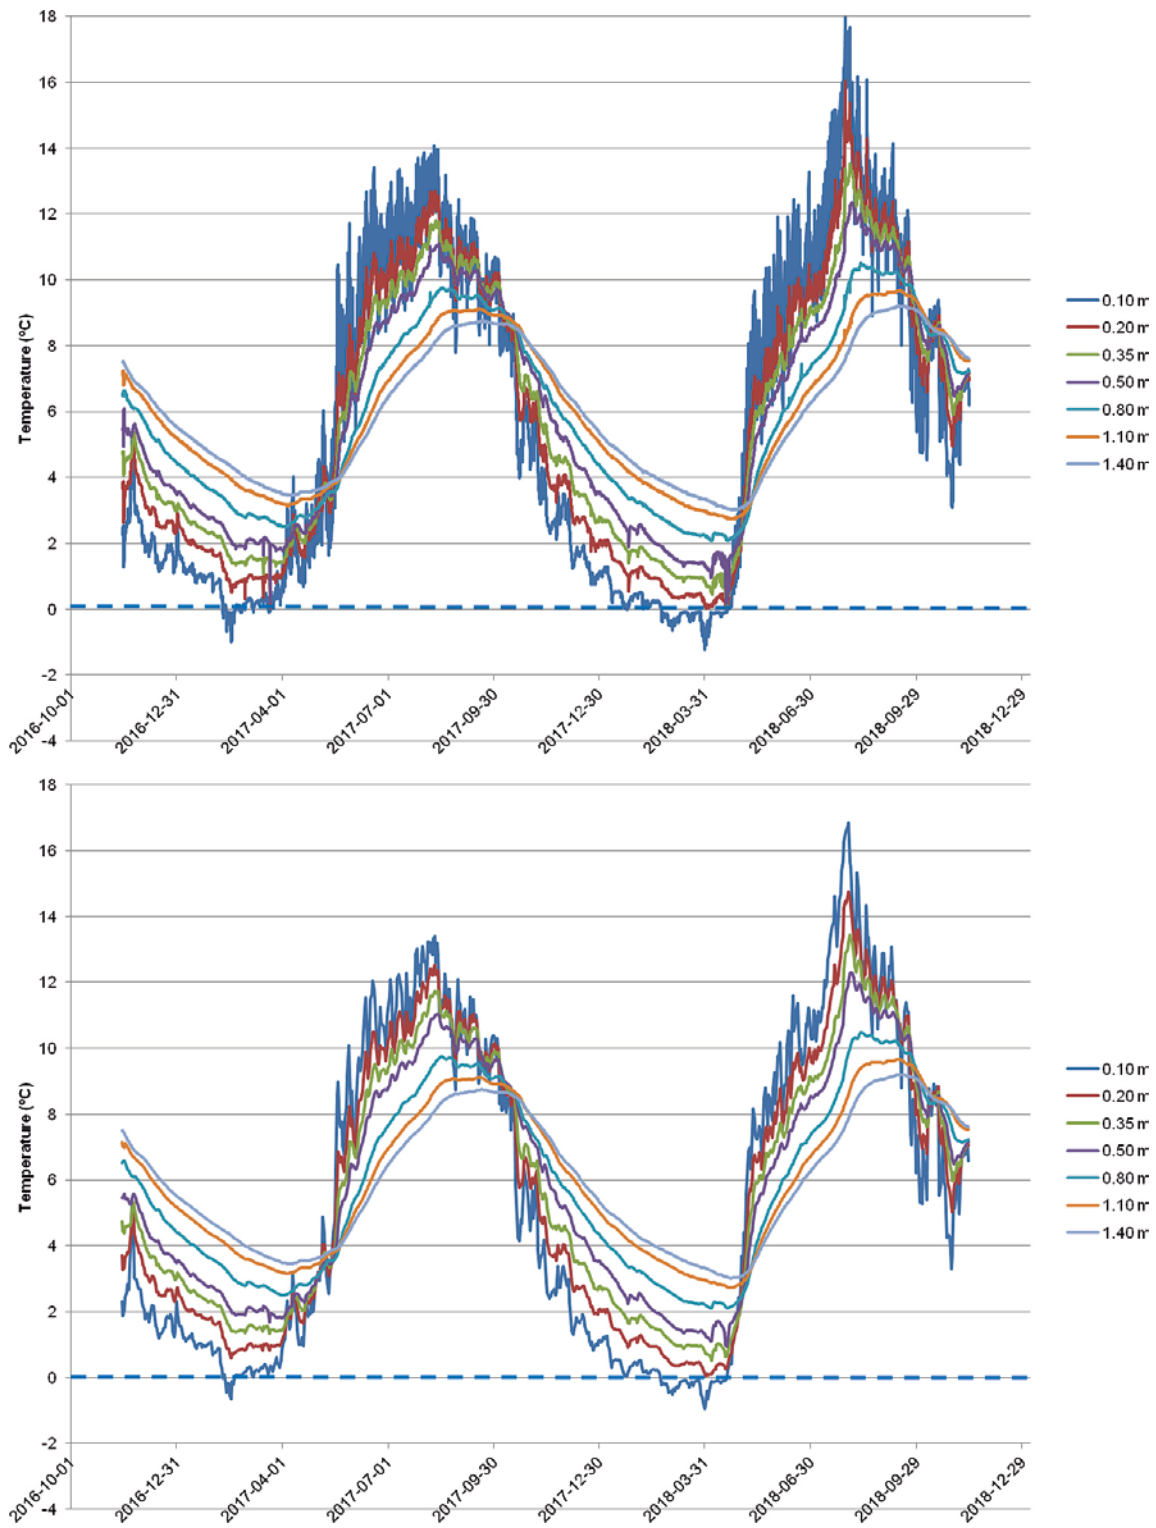 18
16
14
12
10
8
6
4
2
0
-2
-4
Temperature (°C)
2016-10-01
2016-12-31
2017-04-01
2017-07-01
2017-09-30
2017-12-30
2018-03-31
2018-06-30
2018-09-29
2018-12-29
0.10 m
0.20 m
0.35 m
0.50 m
0.80 m
1.10 m
1.40 m
18
16
14
12
10
8
6
4
2
0
-2
-4
Temperature (°C)
2016-10-01
2016-12-31
2017-04-01
2017-07-01
2017-09-30
2017-12-30
2018-03-31
2018-06-30
2018-09-29
2018-12-29
0.10 m
0.20 m
0.35 m
0.50 m
0.80 m
1.10 m
1.40 m